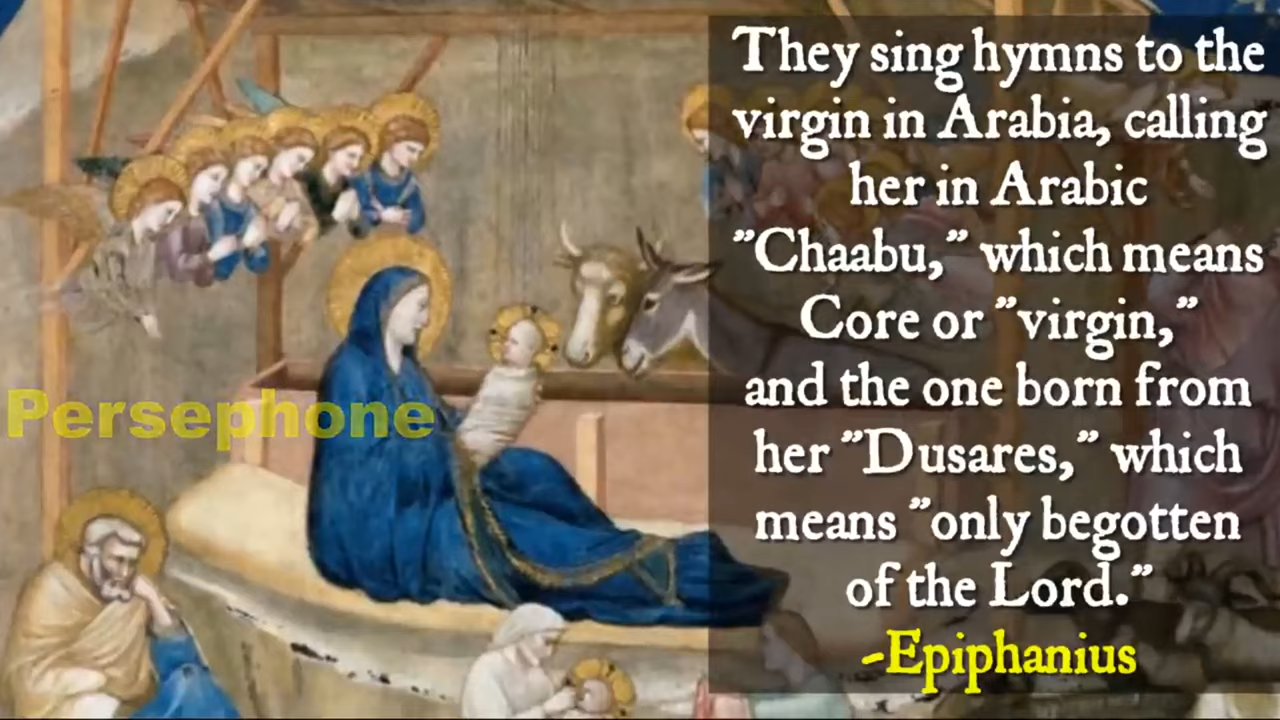 They sing hymns to the
virgin in Arabia, calling
her in Arabic
"Chaabu," which means
Core or "virgin,"
and the one born from
her "Dusares," which
means "only begotten
of the Lord."
-Epiphanius
Persephone